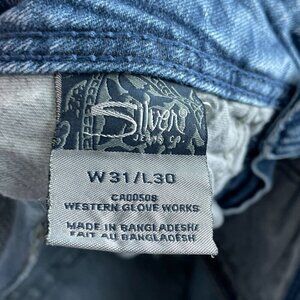 Silver
JEANS CO.
W31/L30
CA00508
WESTERN GLOVE WORKS
MADE IN BANGLADESH/
FAIT AU BANGLADESH